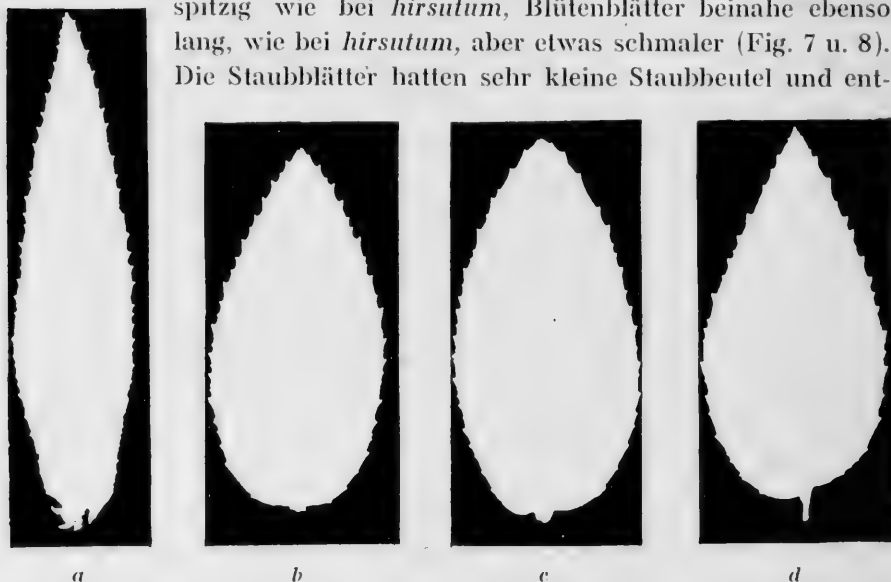 spitzig wie bei hirsutum, Blütenblätter beinahe ebenso
lang, wie bei hirsutum, aber etwas schmaler (Fig. 7 u. 8).
Die Staubblätter hatten sehr kleine Staubbeutel und ent-
a b c d